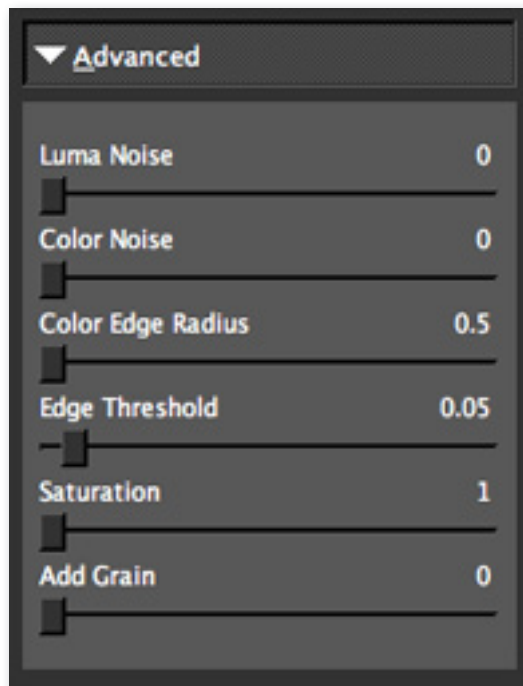 Advanced
Luma Noise 0
Color Noise 0
Color Edge Radius 0.5
Edge Threshold 0.05
Saturation 1
Add Grain 0